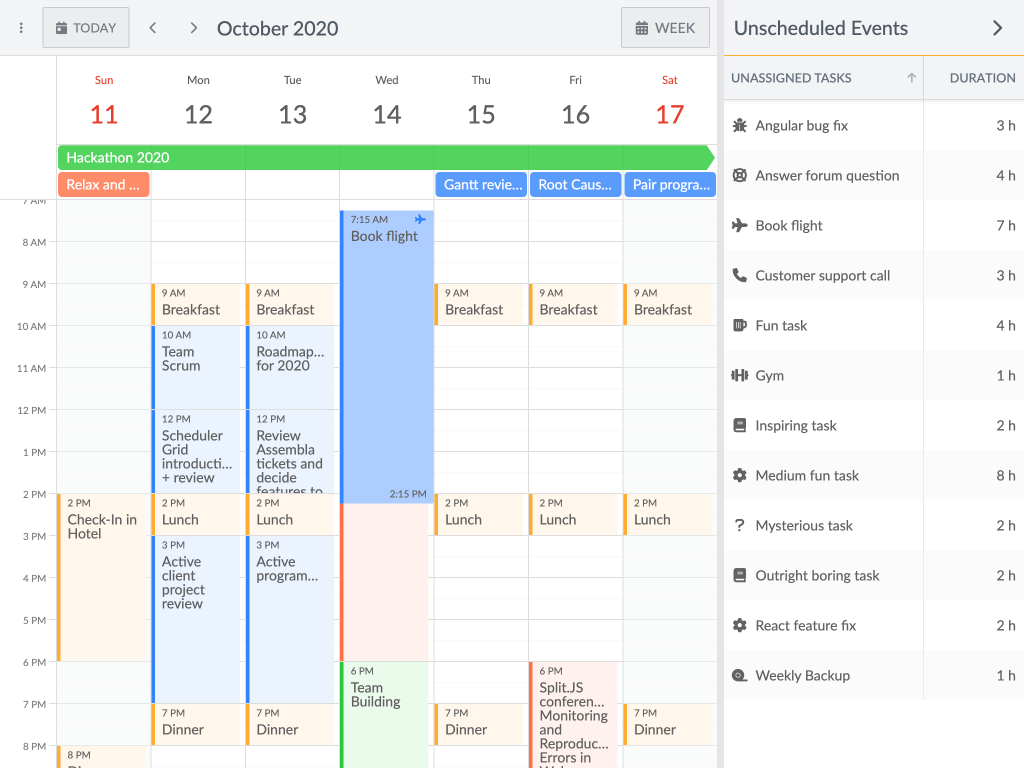 TODAY
October 2020
WEEK
Sun
Mon
Tue
Wed
Thu
Fri
Sat
11
12
13
14
15
16
17
Hackathon 2020
Relax and ...
Gantt revie...
Root Caus...
Pair progra...
7 AM
8 AM
9 AM
10 AM
11 AM
12 PM
1 PM
2 PM
3 PM
4 PM
5 PM
6 PM
7 PM
8 PM
2 PM
Check-In in
Hotel
8 PM
9 AM
Breakfast
10 AM
Team
Scrum
12 PM
Scheduler
Grid
introducti...
+ review
2 PM
Lunch
3 PM
Active
client
project
review
7 PM
Dinner
9 AM
Breakfast
10 AM
Roadmap...
for 2020
12 PM
Review
Assembla
tickets and
decide
features to
2 PM
Lunch
3 PM
Active
program...
7 PM
Dinner
7:15 AM
Book flight
2:15 PM
6 PM
Team
Building
9 AM
Breakfast
2 PM
Lunch
7 PM
Dinner
9 AM
Breakfast
2 PM
Lunch
6 PM
Split.JS
conferen...
Monitoring
and
Reproduc...
Errors in
9 AM
Breakfast
2 PM
Lunch
7 PM
Dinner
Unscheduled Events
UNASSIGNED TASKS
DURATION
Angular bug fix 3 h
Answer forum question 4 h
Book flight 7 h
Customer support call 3 h
Fun task 4 h
Gym 1 h
Inspiring task 2 h
Medium fun task 8 h
Mysterious task 2 h
Outright boring task 2 h
React feature fix 2 h
Weekly Backup 1 h